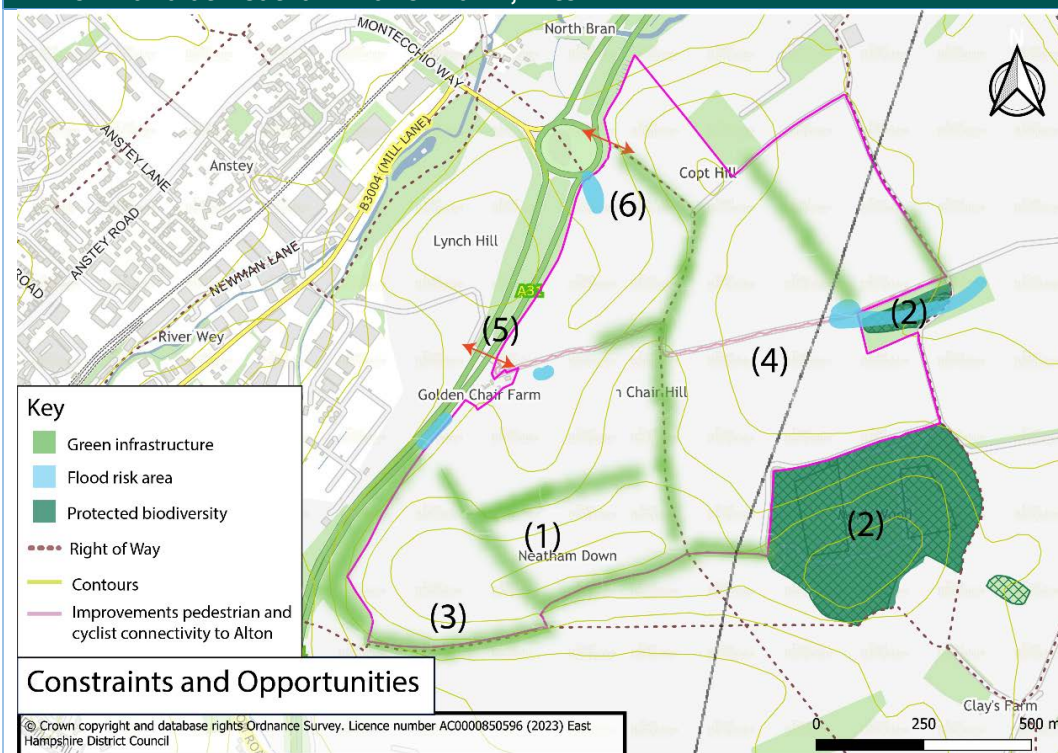 North Bran
MONTECCHIO WAY
N
ANSTEY LANE
Anstey
B3004 (MILL LANE)
Copt Hill
ANSTEY ROAD
(6)
Lynch Hill
NEWMAN LANE
ROAD
A31
(2)
River Wey
(5)
(4)
Golden Chair Farm
n Chair Hill
Key
Green infrastructure
Flood risk area
Protected biodiversity
Right of Way
Contours
Improvements pedestrian and
cyclist connectivity to Alton
(1)
(2)
Neatham Down
(3)
Constraints and Opportunities
Clay's Farm
0 250 500 m
© Crown copyright and database rights Ordnance Survey. Licence number AC0000850596 (2023) East
Hampshire District Council